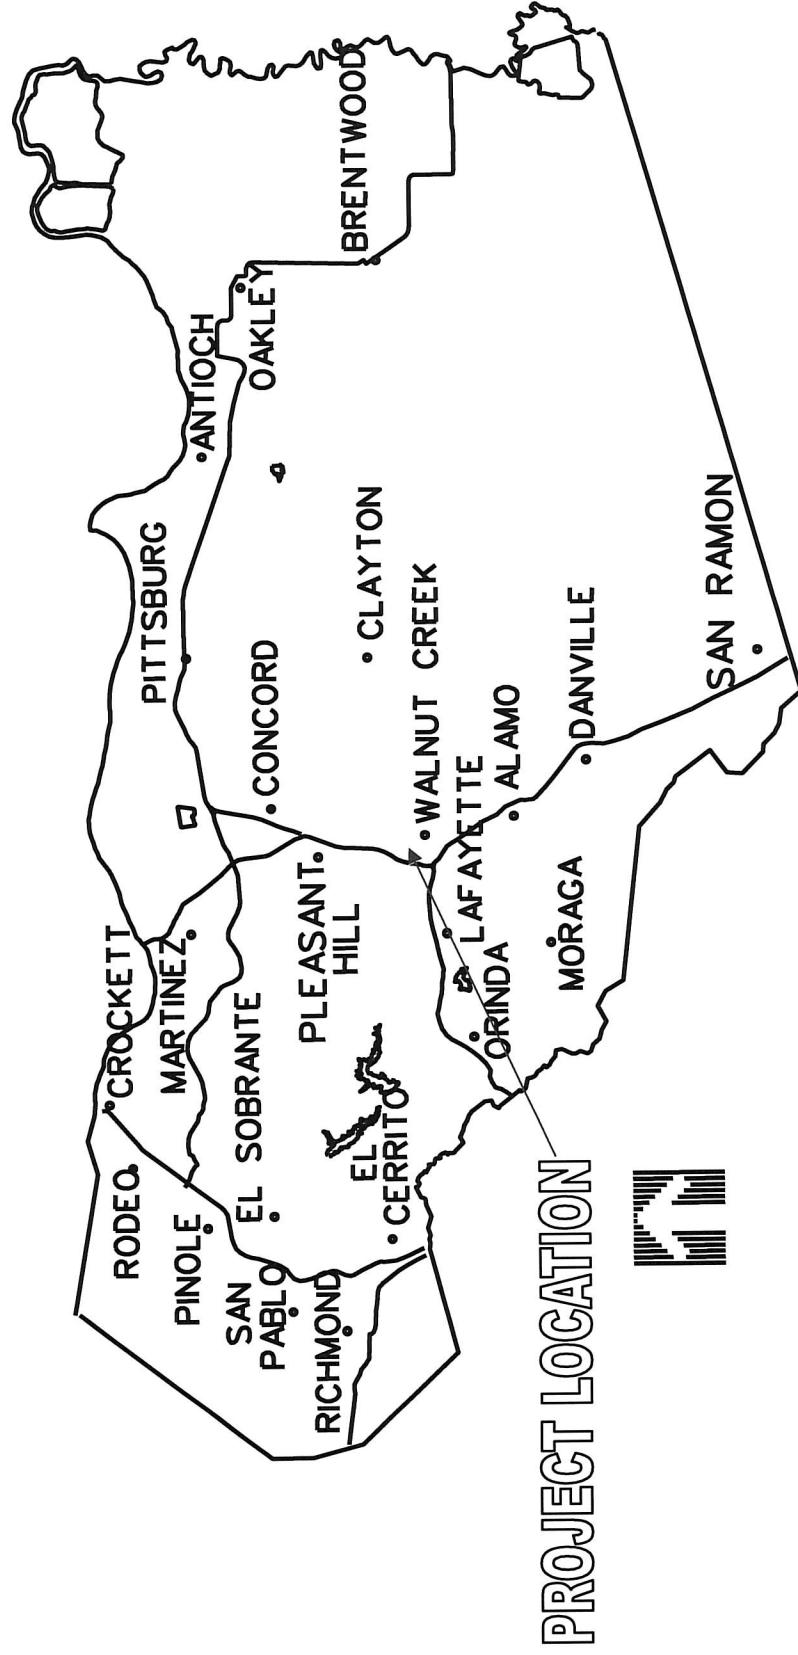 CROCKETT
RODEO
MARTINEZ
PINOLE
EL SOBRANTE
SAN
PABLO
RICHMOND
EL
CERRITO
PLEASANT
HILL
CONCORD
PITTSBURG
ANTIOCH
OAKLEY
BRENTWOOD
CLAYTON
WALNUT CREEK
LAFAYETTE
ORINDA
ALAMO
MORAGA
DANVILLE
SAN RAMON
PROJECT LOCATION